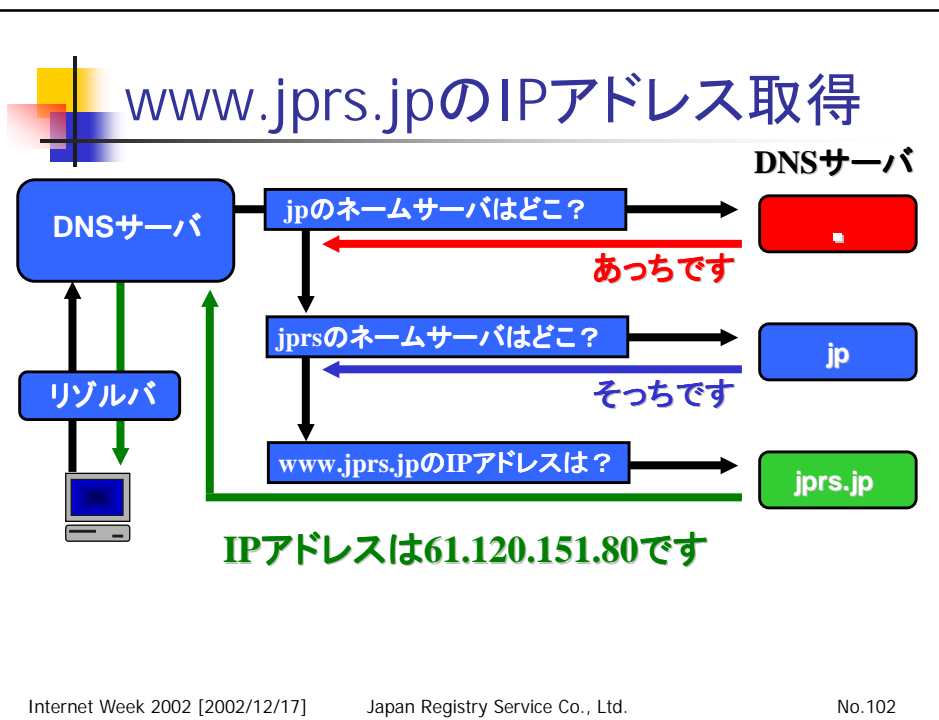 www.jprs.jpのIPアドレス取得
DNSサーバ
DNSサーバ
jpのネームサーバはどこ？
.
あっちです
jprsのネームサーバはどこ？
jp
そっちです
リゾルバ
www.jprs.jpのIPアドレスは？
jprs.jp
IPアドレスは61.120.151.80です
Internet Week 2002 [2002/12/17] Japan Registry Service Co., Ltd. No.102